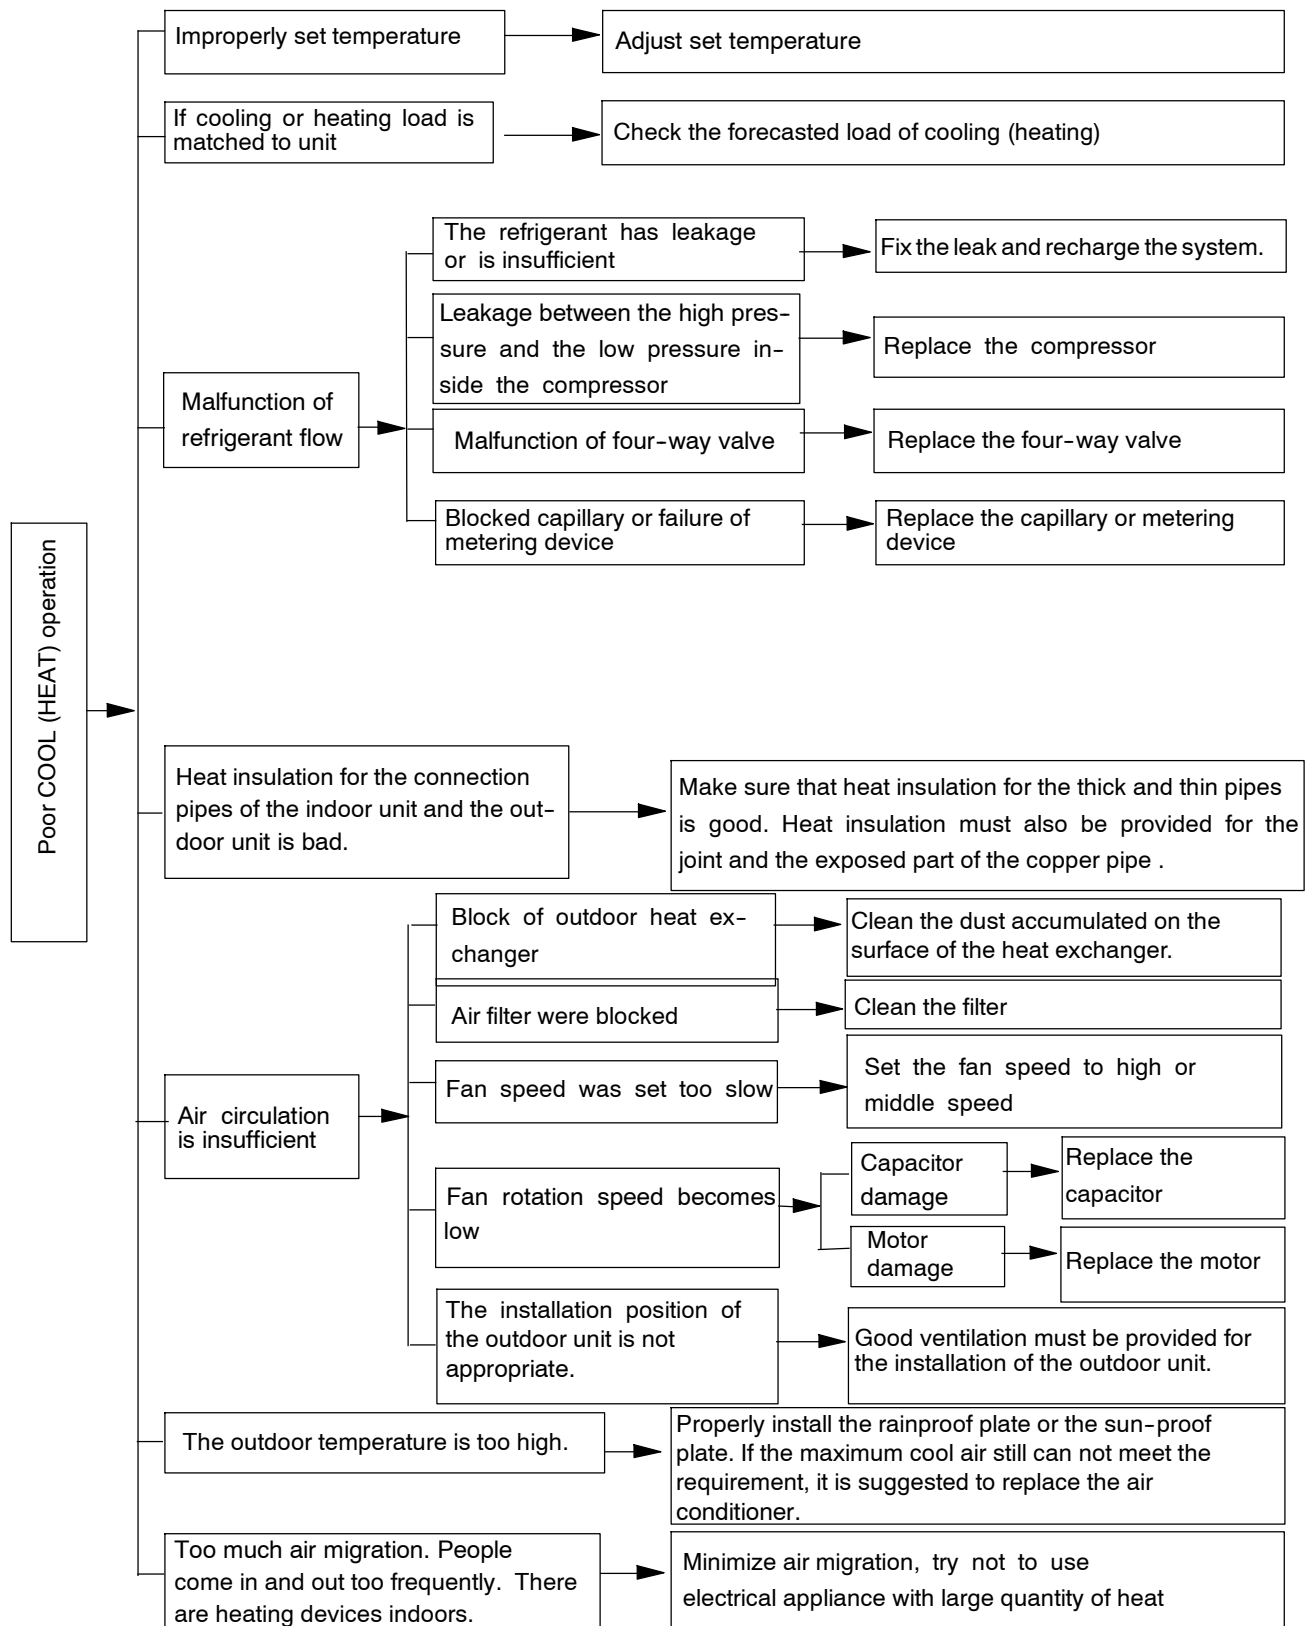 Improperly set temperature
Adjust set temperature
If cooling or heating load is
matched to unit
Check the forecasted load of cooling (heating)
The refrigerant has leakage
or is insufficient
Fix the leak and recharge the system.
Leakage between the high pres-
sure and the low pressure in-
side the compressor
Replace the compressor
Malfunction of
refrigerant flow
Malfunction of four-way valve
Replace the four-way valve
Blocked capillary or failure of
metering device
Replace the capillary or metering
device
Poor COOL (HEAT) operation
Heat insulation for the connection
pipes of the indoor unit and the out-
door unit is bad.
Make sure that heat insulation for the thick and thin pipes
is good. Heat insulation must also be provided for the
joint and the exposed part of the copper pipe .
Block of outdoor heat ex-
changer
Clean the dust accumulated on the
surface of the heat exchanger.
Air filter were blocked
Clean the filter
Fan speed was set too slow
Set the fan speed to high or
middle speed
Air circulation
is insufficient
Fan rotation speed becomes
low
Capacitor
damage
Replace the
capacitor
Motor
damage
Replace the motor
The installation position of
the outdoor unit is not
appropriate.
Good ventilation must be provided for
the installation of the outdoor unit.
The outdoor temperature is too high.
Properly install the rainproof plate or the sun-proof
plate. If the maximum cool air still can not meet the
requirement, it is suggested to replace the air
conditioner.
Too much air migration. People
come in and out too frequently. There
are heating devices indoors.
Minimize air migration, try not to use
electrical appliance with large quantity of heat